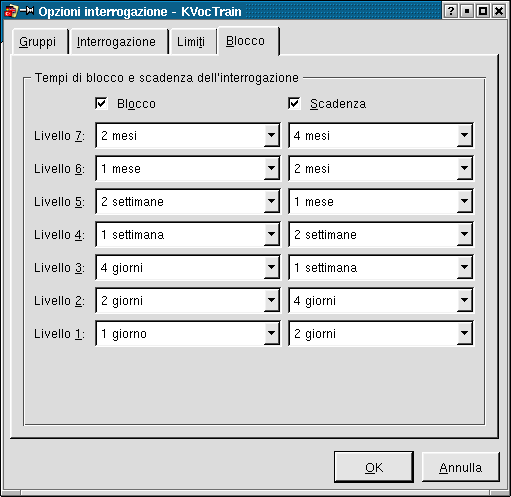 Opzioni interrogazione - KVocTrain
Gruppi Interrogazione Limiti Blocco
Tempi di blocco e scadenza dell'interrogazione
Blocco Scadenza
Livello 7: 2 mesi 4 mesi
Livello 6: 1 mese 2 mesi
Livello 5: 2 settimane 1 mese
Livello 4: 1 settimana 2 settimane
Livello 3: 4 giorni 1 settimana
Livello 2: 2 giorni 4 giorni
Livello 1: 1 giorno 2 giorni
OK Annulla